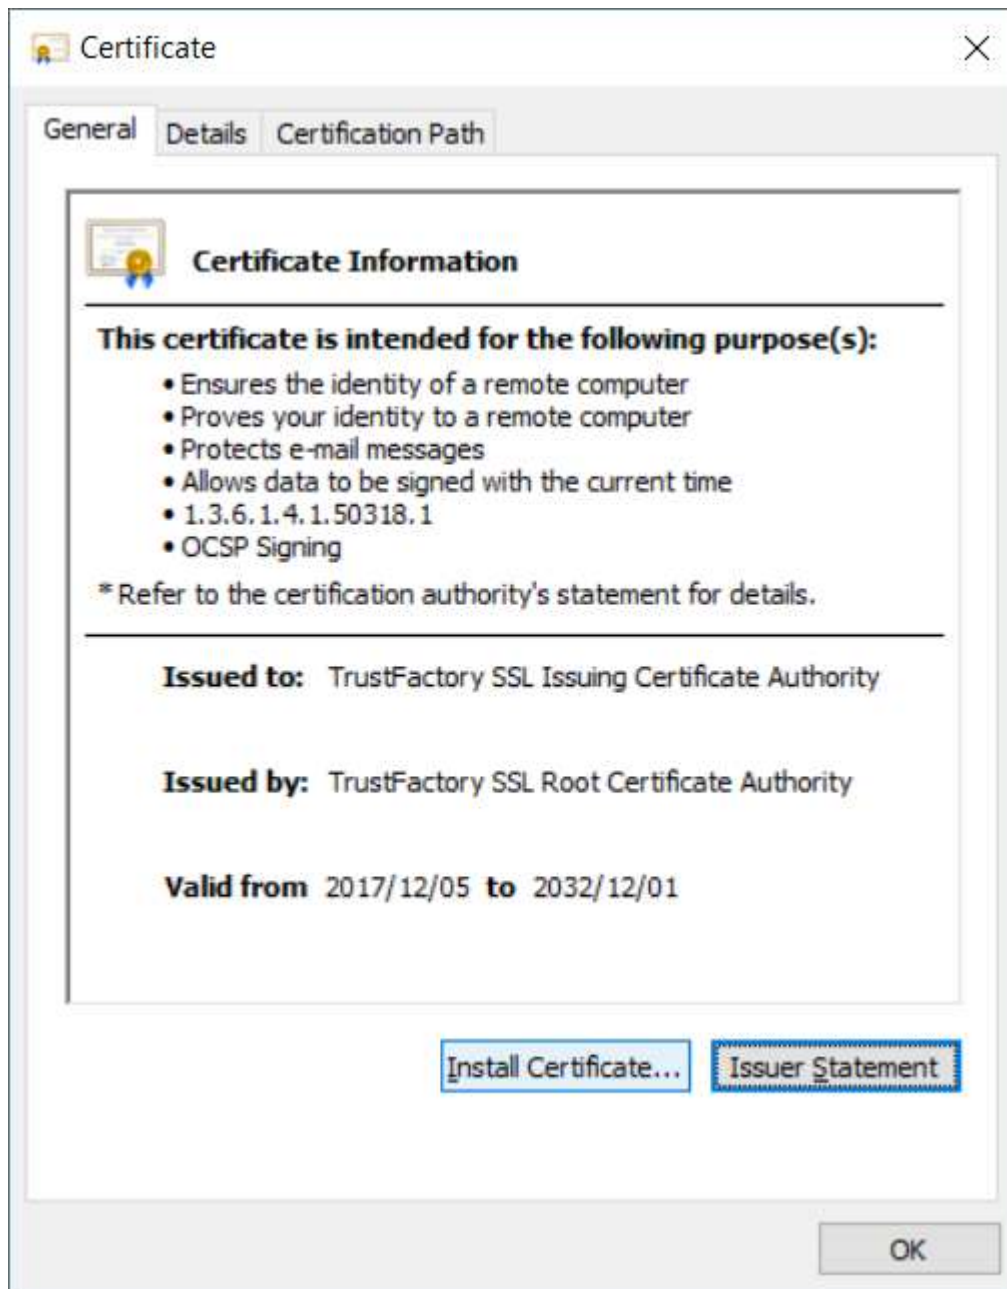 Certificate
General Details Certification Path
Certificate Information
This certificate is intended for the following purpose(s):
• Ensures the identity of a remote computer
• Proves your identity to a remote computer
• Protects e-mail messages
• Allows data to be signed with the current time
• 1.3.6.1.4.1.50318.1
• OCSP Signing
* Refer to the certification authority's statement for details.
Issued to: TrustFactory SSL Issuing Certificate Authority
Issued by: TrustFactory SSL Root Certificate Authority
Valid from 2017/12/05 to 2032/12/01
Install Certificate... Issuer Statement
OK